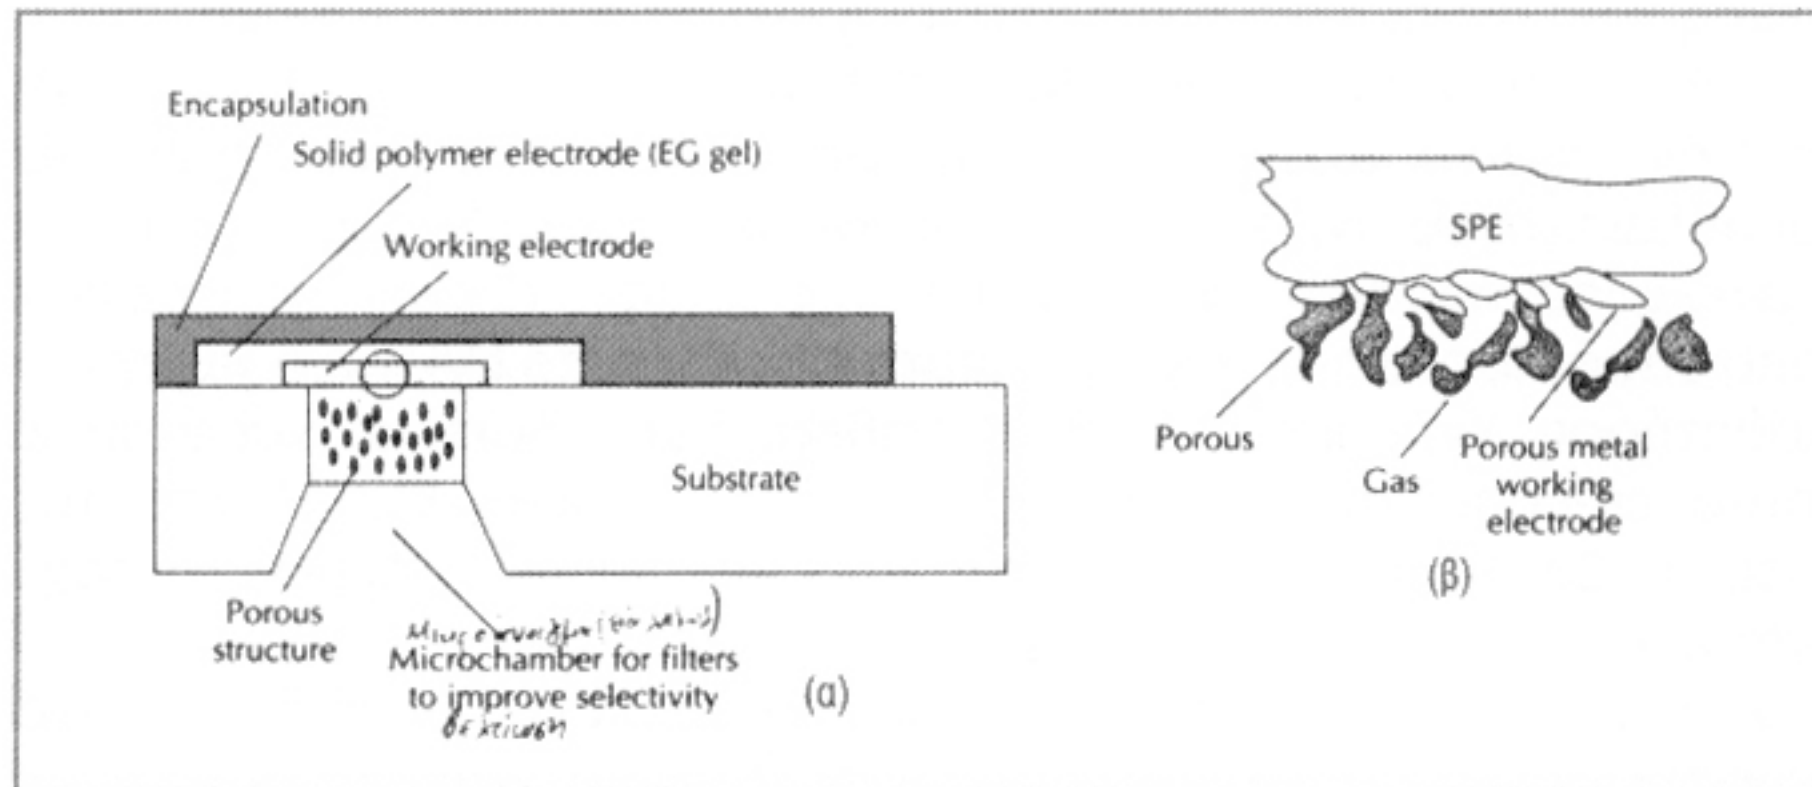 Encapsulation
Solid polymer electrode (EG gel)
Working electrode
Substrate
Porous
structure
Microchamber for filters
to improve selectivity
(α)
SPE
Porous
Gas
Porous metal
working
electrode
(β)